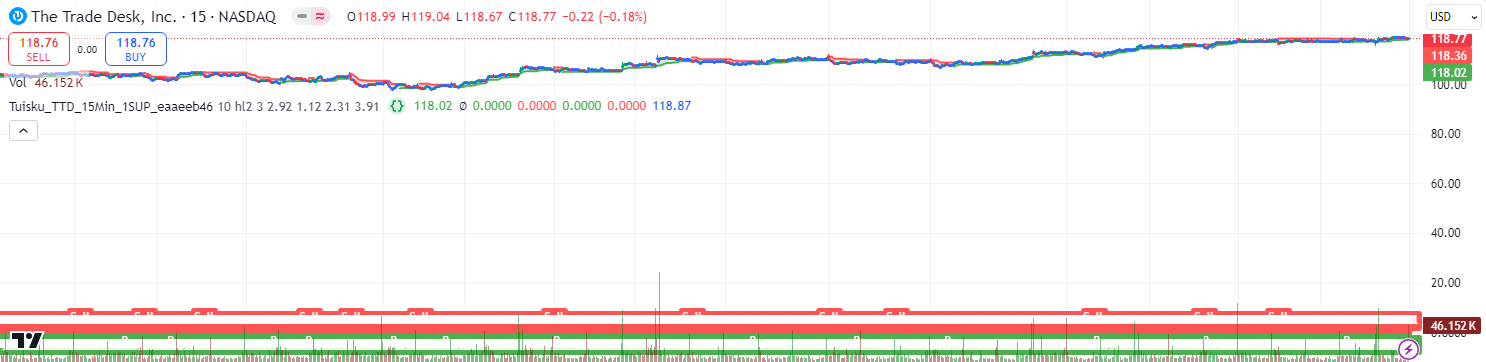 The Trade Desk, Inc. · 15 · NASDAQ O118.99 H119.04 L118.67 C118.77 −0.22 (−0.18%)
USD
118.76 0.00 118.76
SELL BUY
118.77
118.36
118.02
Vol 46.152 K
100.00
Tuisku_TTD_15Min_1SUP_eaaeeb46 10 hl2 3 2.92 1.12 2.31 3.91 {} 118.02 Ø 0.0000 0.0000 0.0000 0.0000 118.87
80.00
60.00
40.00
20.00
46.152 K